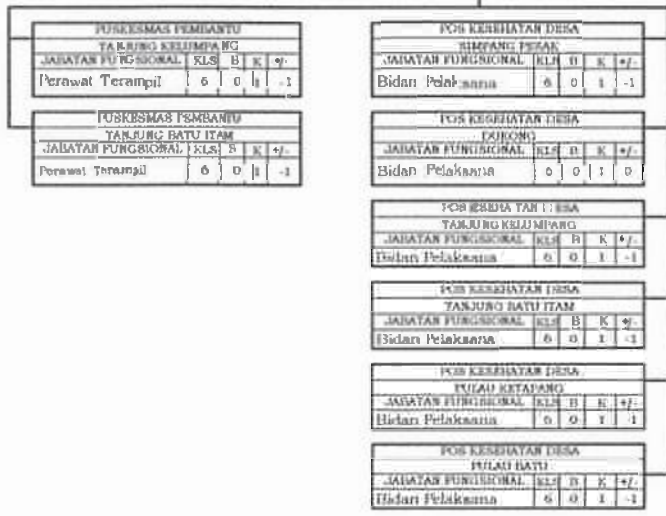 PUSKESMAS PEMBANTU
TANJUNG KELUMPANG
JABATAN FUNGSIONAL KLS B K +/-
Perawat Terampil 6 0 1 -1
PUSKESMAS PEMBANTU
TANJUNG BATU ITAM
JABATAN FUNGSIONAL KLS B K +/-
Perawat Terampil 6 0 1 -1
POS KESEHATAN DESA
SIMPANG PESAK
JABATAN FUNGSIONAL KLS B K +/-
Bidan Pelaksana 6 0 1 -1
POS KESEHATAN DESA
DUKONG
JABATAN FUNGSIONAL KLS B K +/-
Bidan Pelaksana 6 0 1 0
POS KESEHATAN DESA
TANJUNG KELUMPANG
JABATAN FUNGSIONAL KLS B K +/-
Bidan Pelaksana 6 0 1 -1
POS KESEHATAN DESA
TANJUNG BATU ITAM
JABATAN FUNGSIONAL KLS B K +/-
Bidan Pelaksana 6 0 1 -1
POS KESEHATAN DESA
PULAU KETAPANG
JABATAN FUNGSIONAL KLS B K +/-
Bidan Pelaksana 6 0 1 -1
POS KESEHATAN DESA
PULAU BATU
JABATAN FUNGSIONAL KLS B K +/-
Bidan Pelaksana 6 0 1 -1